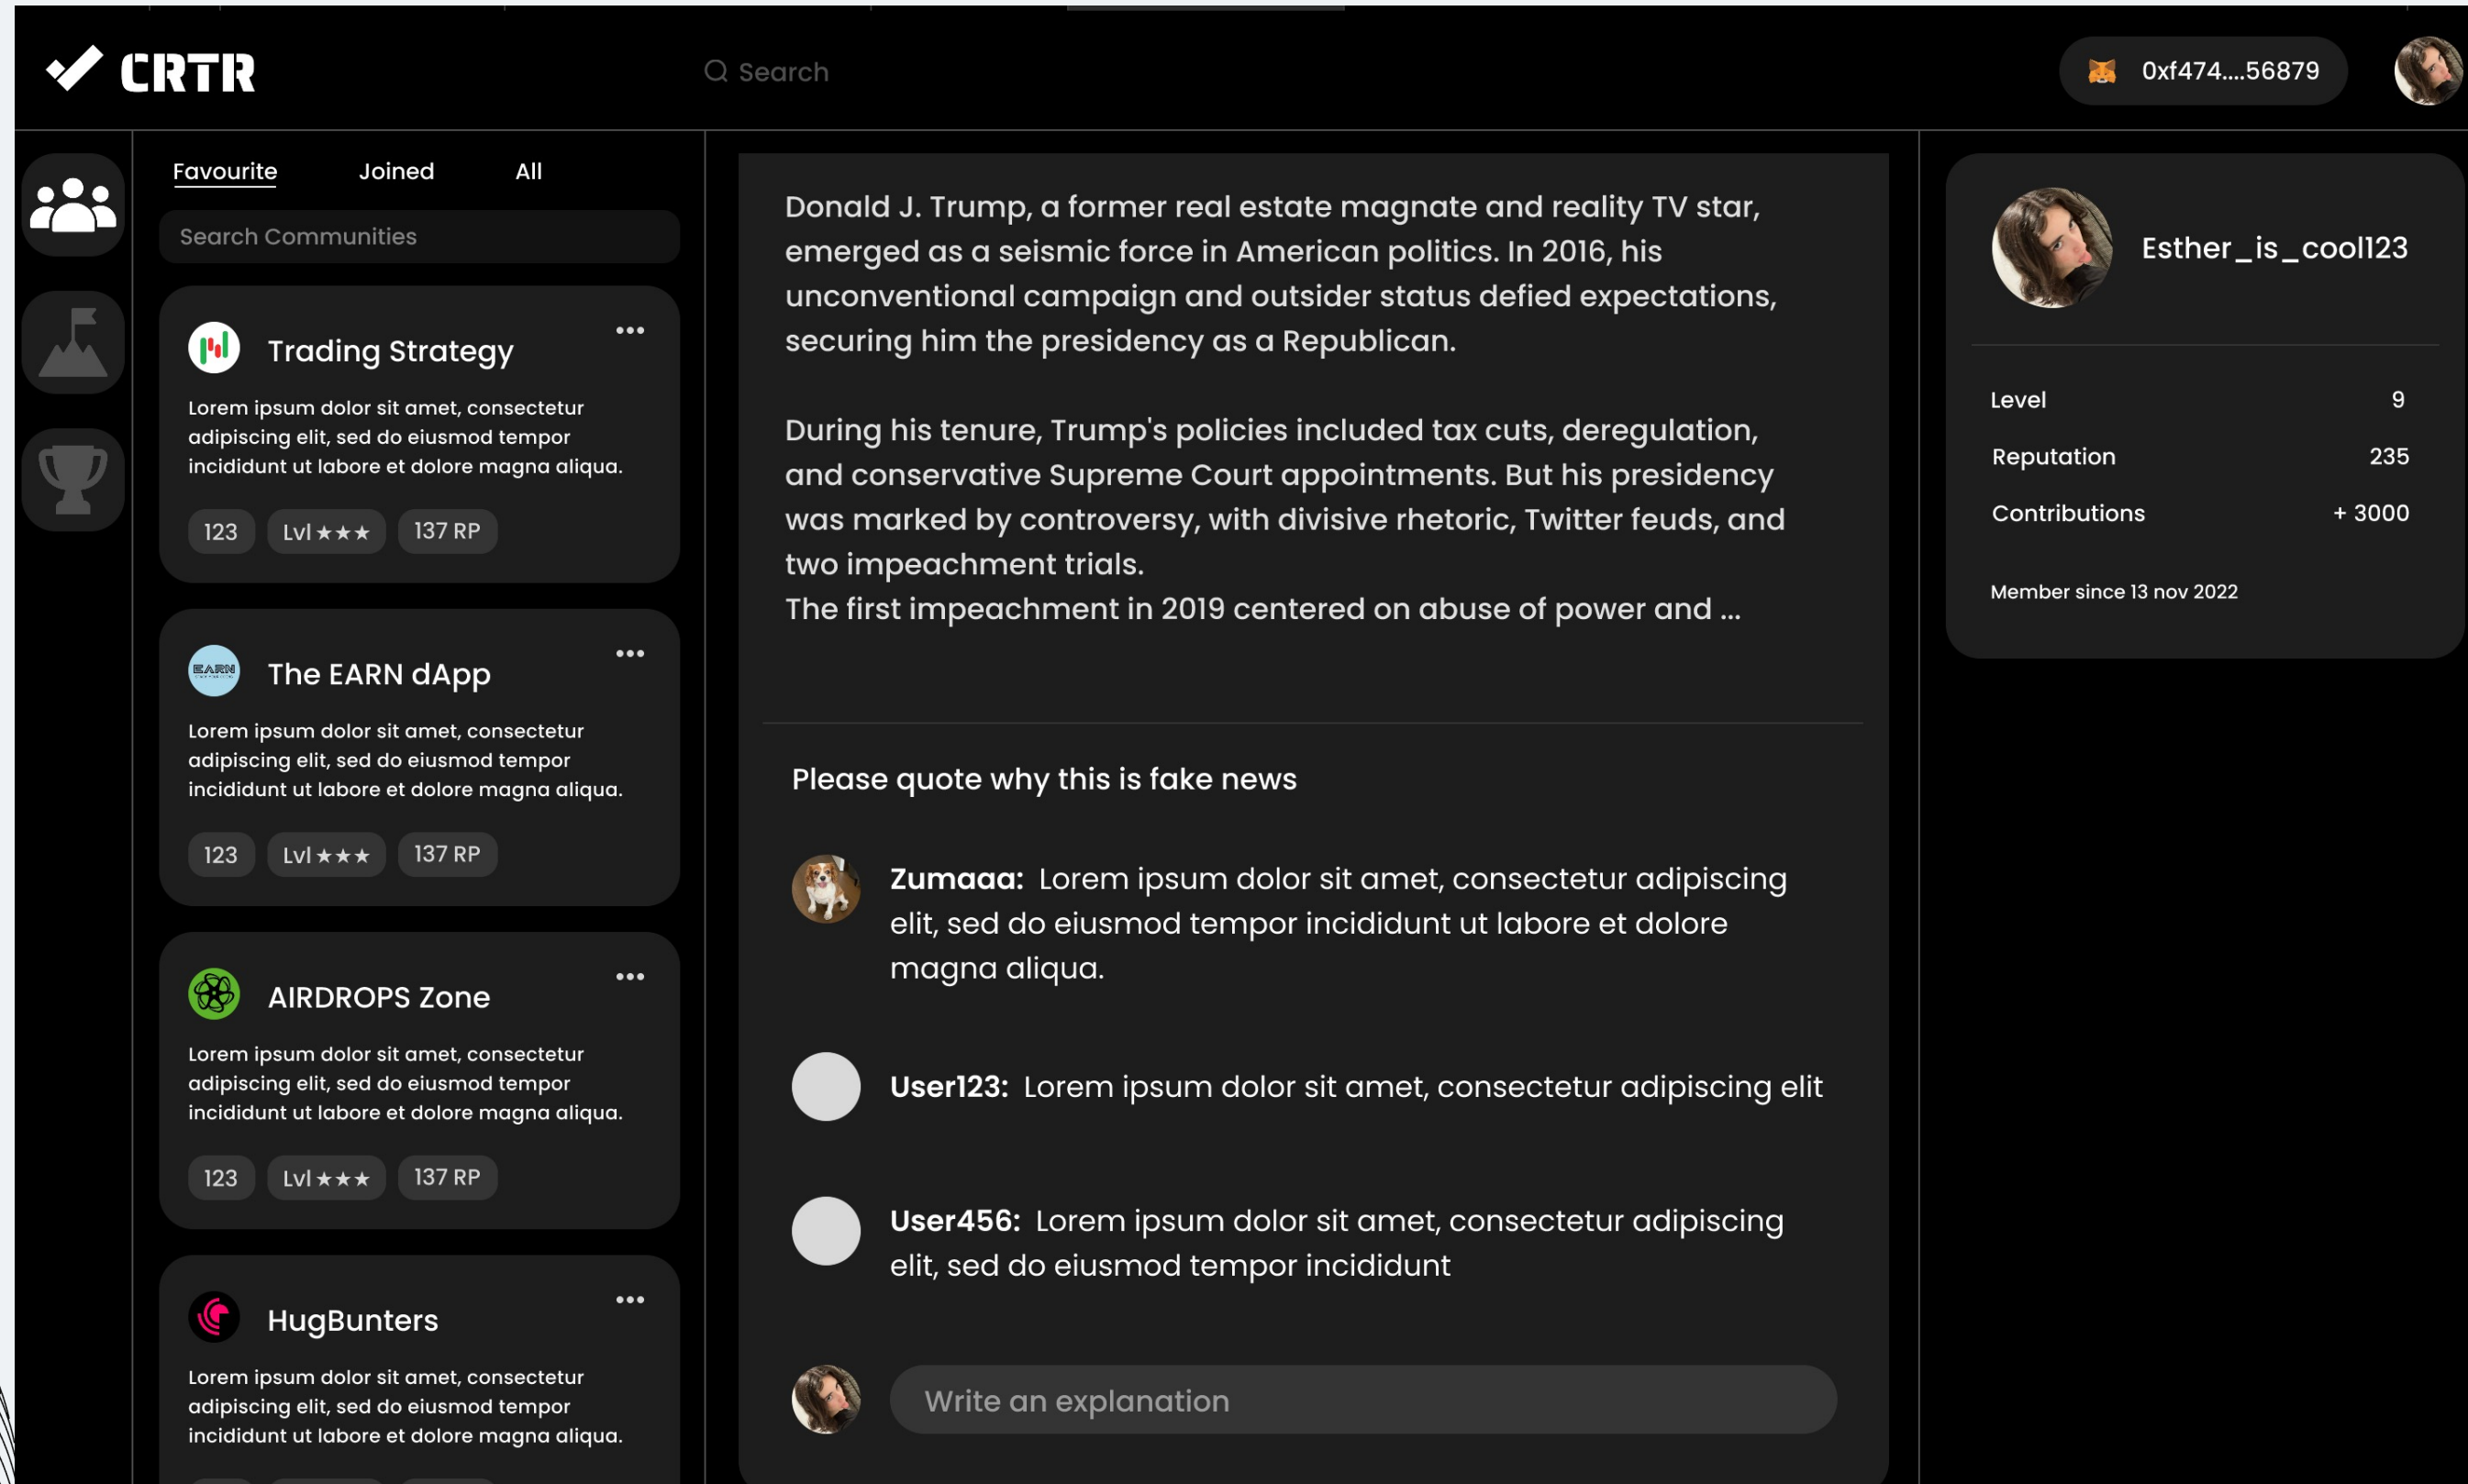 CRTR
Search
0xf474....56879
Favourite
Joined
All
Search Communities
Trading Strategy
Lorem ipsum dolor sit amet, consectetur
adipiscing elit, sed do eiusmod tempor
incididunt ut labore et dolore magna aliqua.
123
Lvl ★★★
137 RP
EARN
The EARN dApp
Lorem ipsum dolor sit amet, consectetur
adipiscing elit, sed do eiusmod tempor
incididunt ut labore et dolore magna aliqua.
123
Lvl ★★★
137 RP
AIRDROPS Zone
Lorem ipsum dolor sit amet, consectetur
adipiscing elit, sed do eiusmod tempor
incididunt ut labore et dolore magna aliqua.
123
Lvl ★★★
137 RP
HugBunters
Lorem ipsum dolor sit amet, consectetur
adipiscing elit, sed do eiusmod tempor
incididunt ut labore et dolore magna aliqua.
Donald J. Trump, a former real estate magnate and reality TV star,
emerged as a seismic force in American politics. In 2016, his
unconventional campaign and outsider status defied expectations,
securing him the presidency as a Republican.
During his tenure, Trump's policies included tax cuts, deregulation,
and conservative Supreme Court appointments. But his presidency
was marked by controversy, with divisive rhetoric, Twitter feuds, and
two impeachment trials.
The first impeachment in 2019 centered on abuse of power and ...
Please quote why this is fake news
Zumaaa: Lorem ipsum dolor sit amet, consectetur adipiscing
elit, sed do eiusmod tempor incididunt ut labore et dolore
magna aliqua.
User123: Lorem ipsum dolor sit amet, consectetur adipiscing elit
User456: Lorem ipsum dolor sit amet, consectetur adipiscing
elit, sed do eiusmod tempor incididunt
Write an explanation
Esther_is_cool123
Level 9
Reputation 235
Contributions + 3000
Member since 13 nov 2022